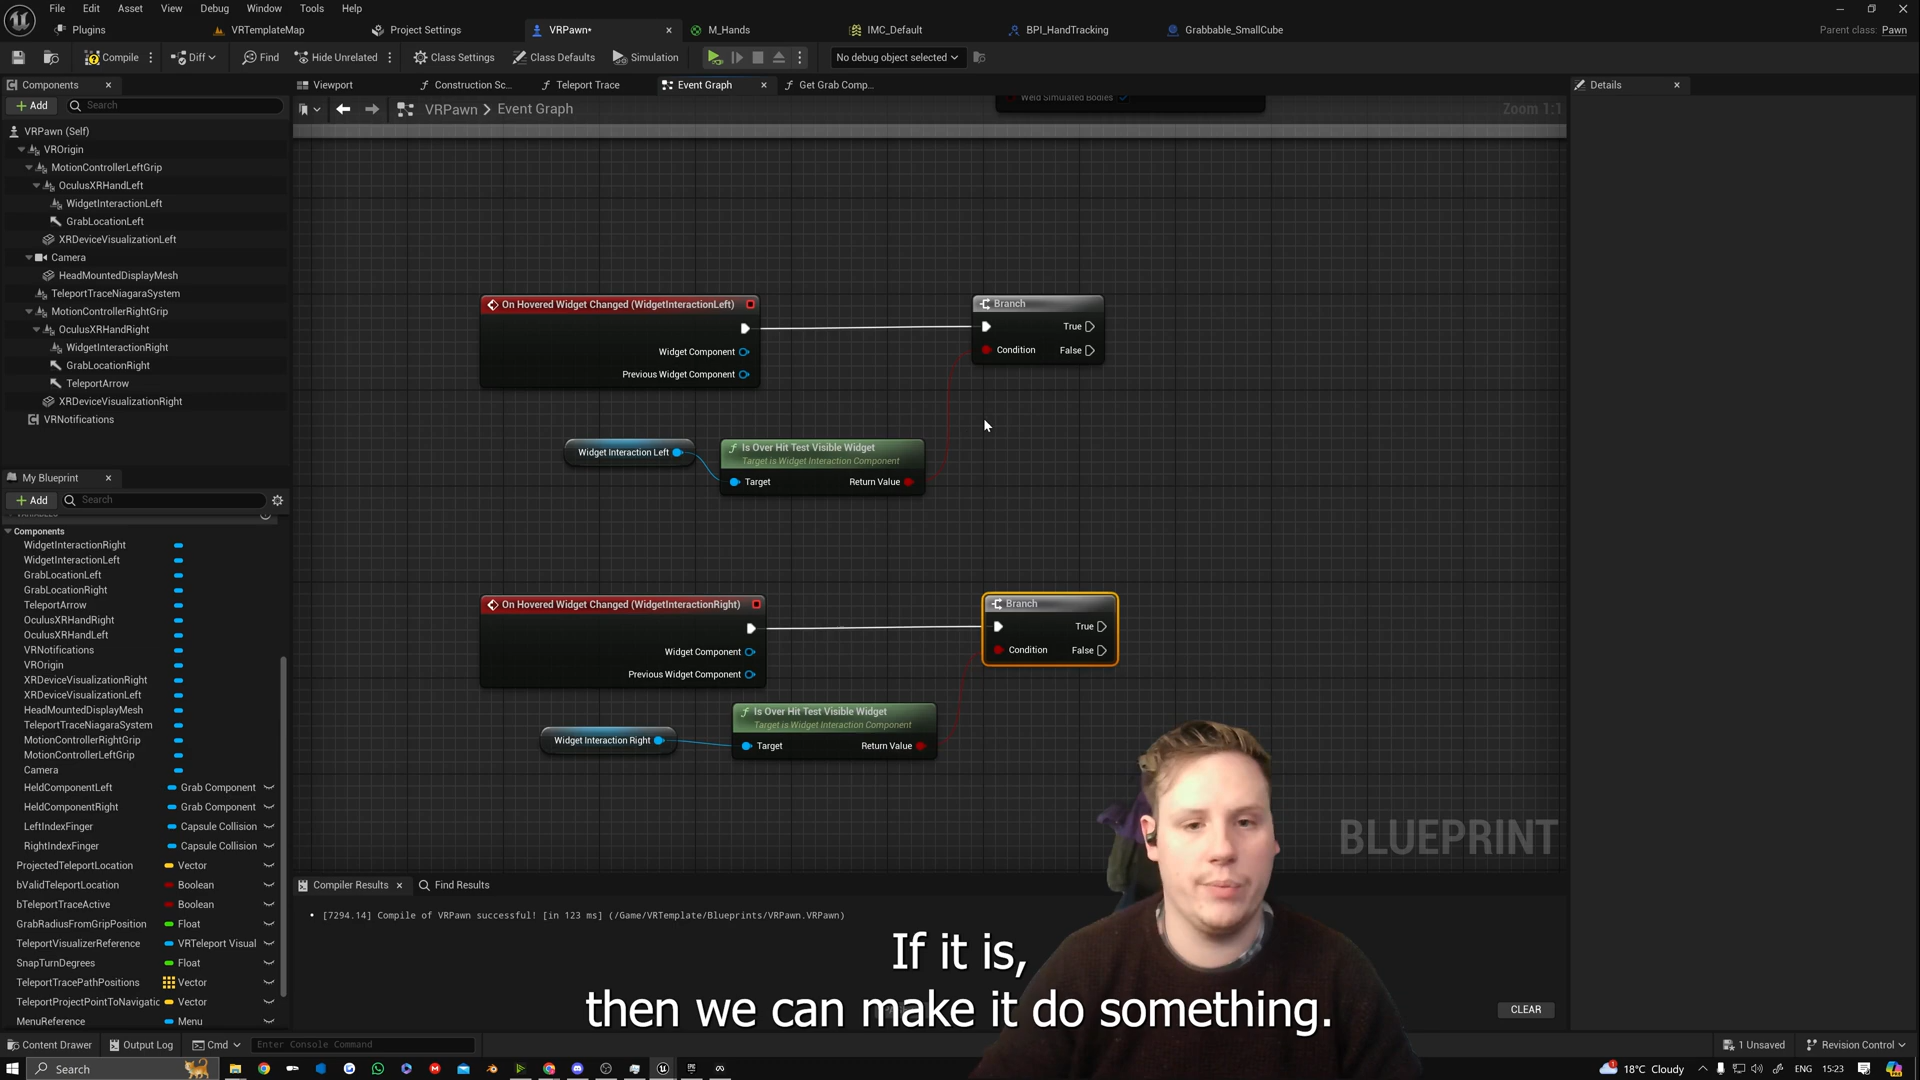 File Edit Asset View Debug Window Tools Help
Plugins VRTemplateMap Project Settings VRPawn* M_Hands IMC_Default BPI_HandTracking Grabbable_SmallCube Parent class: Pawn
Compile Diff Find Hide Unrelated Class Settings Class Defaults Simulation No debug object selected
Components Viewport Construction Sc... Teleport Trace Event Graph Get Grab Comp... Details
Add Search VRPawn > Event Graph Zoom 1:1
Weld Simulated Bodies
VRPawn (Self)
VROrigin
MotionControllerLeftGrip
OculusXRHandLeft
WidgetInteractionLeft
GrabLocationLeft
XRDeviceVisualizationLeft
Camera
HeadMountedDisplayMesh
TeleportTraceNiagaraSystem
MotionControllerRightGrip
OculusXRHandRight
WidgetInteractionRight
GrabLocationRight
TeleportArrow
XRDeviceVisualizationRight
VRNotifications
My Blueprint
Add Search
Components
WidgetInteractionRight
WidgetInteractionLeft
GrabLocationLeft
GrabLocationRight
TeleportArrow
OculusXRHandRight
OculusXRHandLeft
VRNotifications
VROrigin
XRDeviceVisualizationRight
XRDeviceVisualizationLeft
HeadMountedDisplayMesh
TeleportTraceNiagaraSystem
MotionControllerRightGrip
MotionControllerLeftGrip
Camera
HeldComponentLeft Grab Component
HeldComponentRight Grab Component
LeftIndexFinger Capsule Collision
RightIndexFinger Capsule Collision
ProjectedTeleportLocation Vector
bValidTeleportLocation Boolean
bTeleportTraceActive Boolean
GrabRadiusFromGripPosition Float
TeleportVisualizerReference VRTeleport Visual
SnapTurnDegrees Float
TeleportTracePathPositions Vector
TeleportProjectPointToNavigatic Vector
MenuReference Menu
On Hovered Widget Changed (WidgetInteractionLeft)
Widget Component
Previous Widget Component
Branch
True
Condition False
Widget Interaction Left
Is Over Hit Test Visible Widget
Target is Widget Interaction Component
Target Return Value
On Hovered Widget Changed (WidgetInteractionRight)
Widget Component
Previous Widget Component
Branch
True
Condition False
Widget Interaction Right
Is Over Hit Test Visible Widget
Target is Widget Interaction Component
Target Return Value
BLUEPRINT
Compiler Results Find Results
[7294.14] Compile of VRPawn successful! [in 123 ms] (/Game/VRTemplate/Blueprints/VRPawn.VRPawn)
If it is,
then we can make it do something.
CLEAR
Content Drawer Output Log Cmd Enter Console Command 1 Unsaved Revision Control
Search 18°C Cloudy ENG 15:23